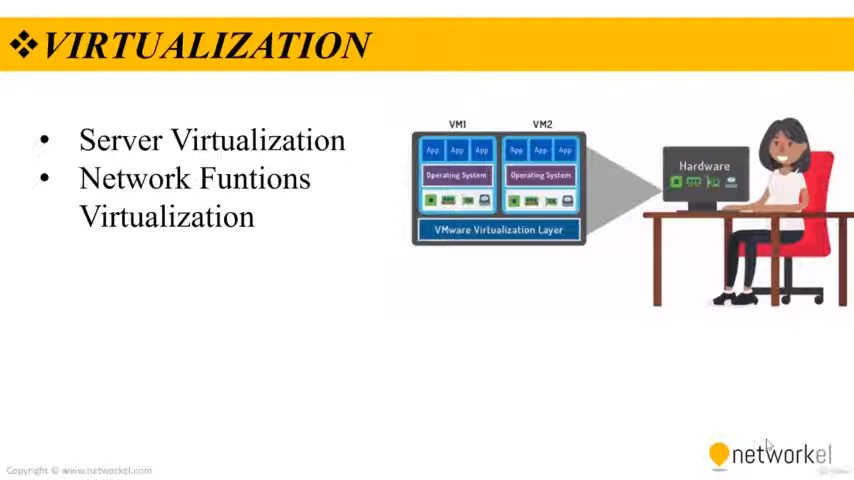 ❖VIRTUALIZATION
• Server Virtualization
• Network Funtions
Virtualization
VM1 VM2
App App App App App App
Operating System Operating System
VMware Virtualization Layer
Hardware
networkel
Copyright © www.networkel.com